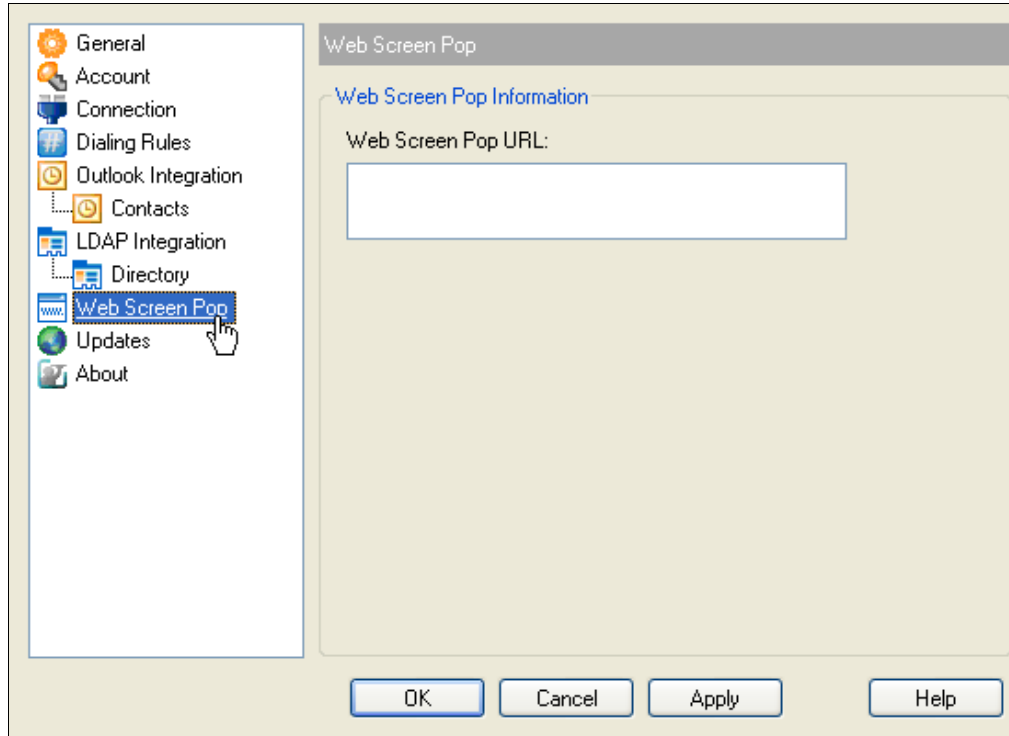 General
Account
Connection
Dialing Rules
Outlook Integration
Contacts
LDAP Integration
Directory
www.
Web Screen Pop
Updates
About
Web Screen Pop
Web Screen Pop Information
Web Screen Pop URL:
OK
Cancel
Apply
Help